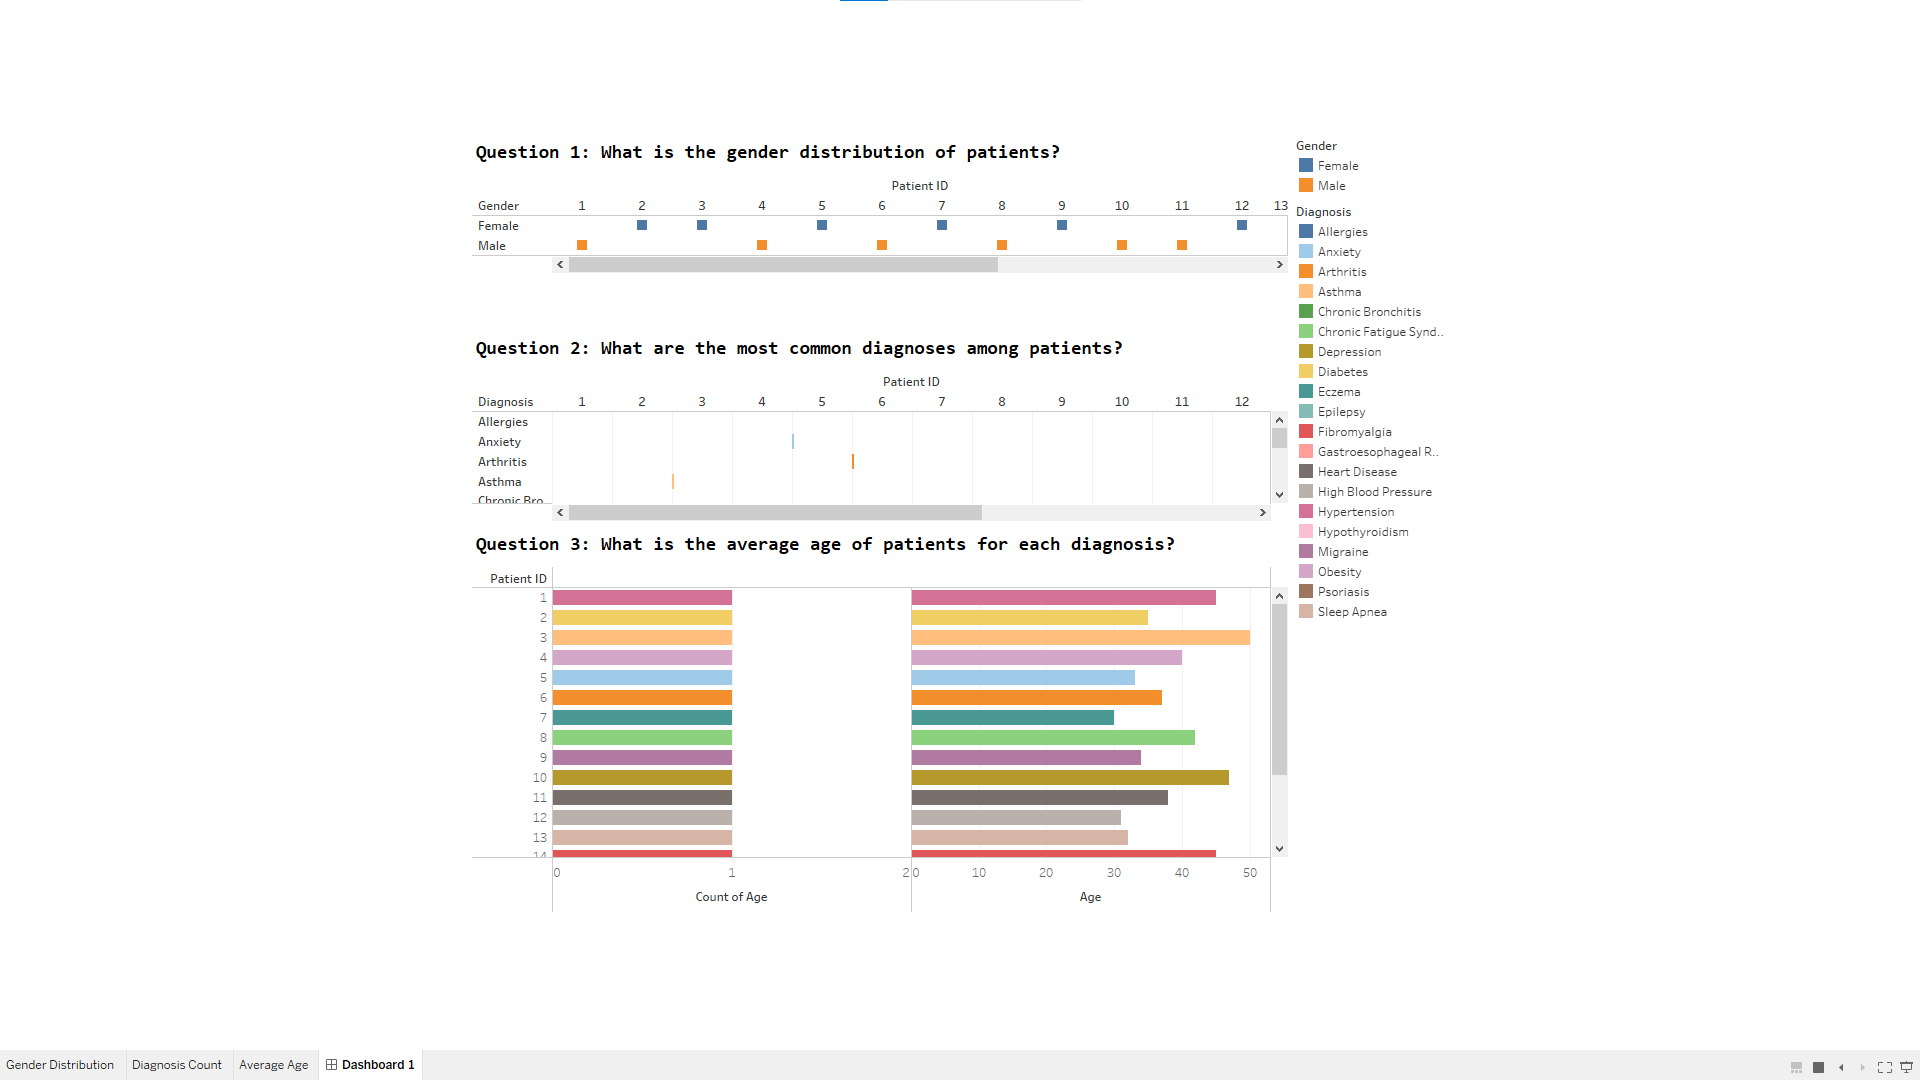 Question 1: What is the gender distribution of patients?
Patient ID
Gender 1 2 3 4 5 6 7 8 9 10 11 12 13
Female
Male
Question 2: What are the most common diagnoses among patients?
Patient ID
Diagnosis 1 2 3 4 5 6 7 8 9 10 11 12
Allergies
Anxiety
Arthritis
Asthma
Chronic Bro
Question 3: What is the average age of patients for each diagnosis?
Patient ID
1
2
3
4
5
6
7
8
9
10
11
12
13
14
0 1 2 0 10 20 30 40 50
Count of Age Age
Gender
Female
Male
Diagnosis
Allergies
Anxiety
Arthritis
Asthma
Chronic Bronchitis
Chronic Fatigue Synd..
Depression
Diabetes
Eczema
Epilepsy
Fibromyalgia
Gastroesophageal R..
Heart Disease
High Blood Pressure
Hypertension
Hypothyroidism
Migraine
Obesity
Psoriasis
Sleep Apnea
Gender Distribution Diagnosis Count Average Age Dashboard 1